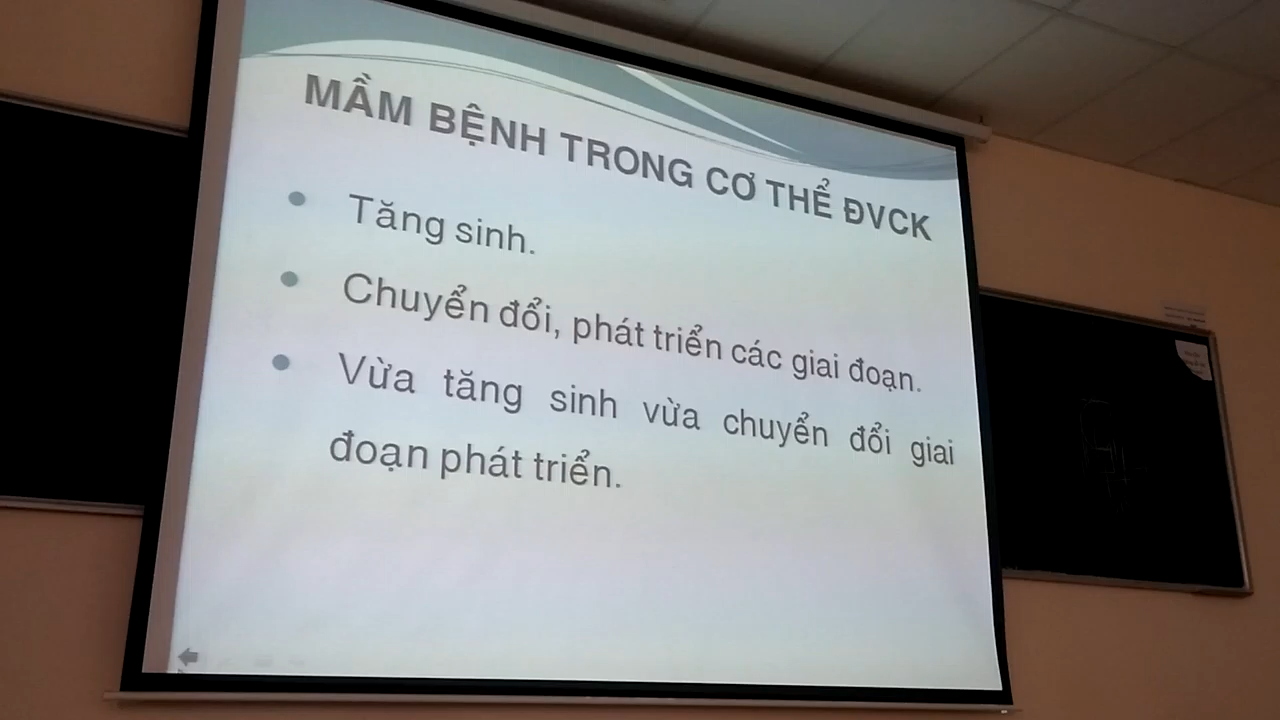 MẦM BỆNH TRONG CƠ THỂ ĐVCK
Tăng sinh.
Chuyển đổi, phát triển các giai đoạn.
Vừa tăng sinh vừa chuyển đổi giai
đoạn phát triển.